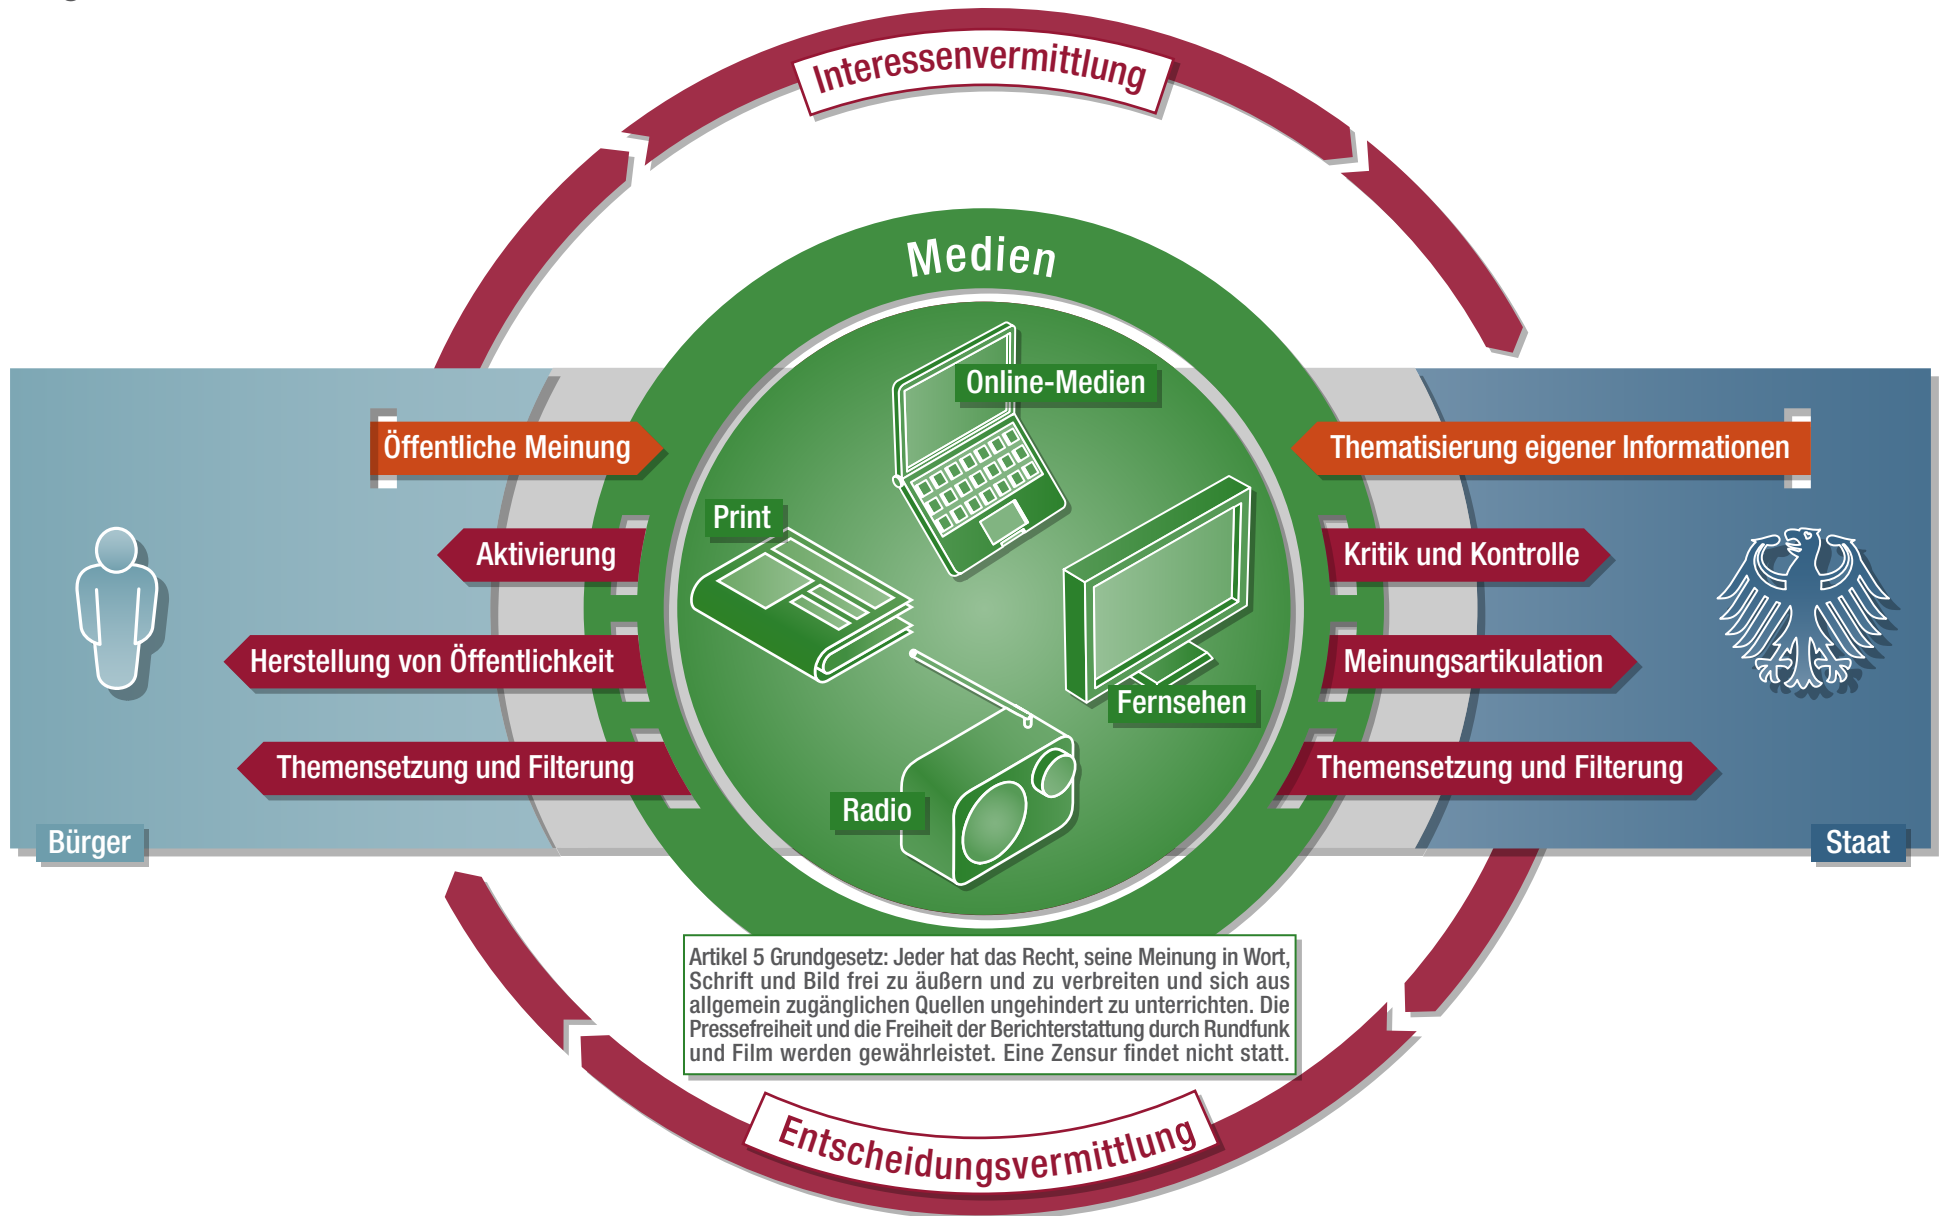 Interessenvermittlung
Medien
Online-Medien
Print
Fernsehen
Radio
Öffentliche Meinung
Aktivierung
Herstellung von Öffentlichkeit
Themensetzung und Filterung
Bürger
Thematisierung eigener Informationen
Kritik und Kontrolle
Meinungsartikulation
Themensetzung und Filterung
Staat
Artikel 5 Grundgesetz: Jeder hat das Recht, seine Meinung in Wort,
Schrift und Bild frei zu äußern und zu verbreiten und sich aus
allgemein zugänglichen Quellen ungehindert zu unterrichten. Die
Pressefreiheit und die Freiheit der Berichterstattung durch Rundfunk
und Film werden gewährleistet. Eine Zensur findet nicht statt.
Entscheidungsvermittlung